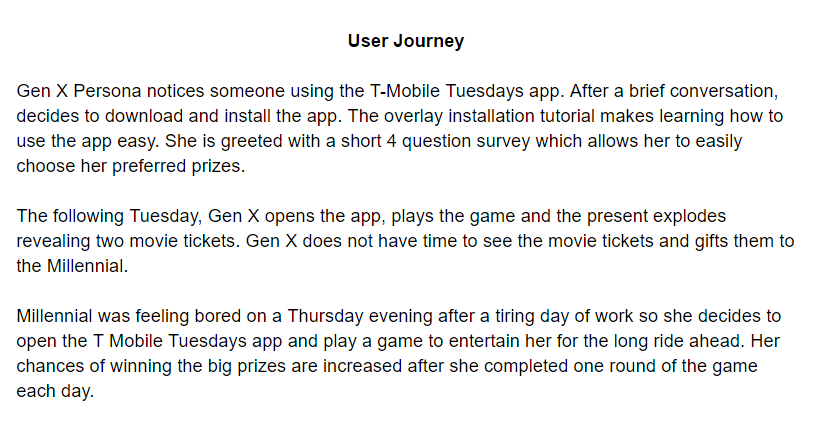 User Journey
Gen X Persona notices someone using the T-Mobile Tuesdays app. After a brief conversation,
decides to download and install the app. The overlay installation tutorial makes learning how to
use the app easy. She is greeted with a short 4 question survey which allows her to easily
choose her preferred prizes.
The following Tuesday, Gen X opens the app, plays the game and the present explodes
revealing two movie tickets. Gen X does not have time to see the movie tickets and gifts them to
the Millennial.
Millennial was feeling bored on a Thursday evening after a tiring day of work so she decides to
open the T Mobile Tuesdays app and play a game to entertain her for the long ride ahead. Her
chances of winning the big prizes are increased after she completed one round of the game
each day.